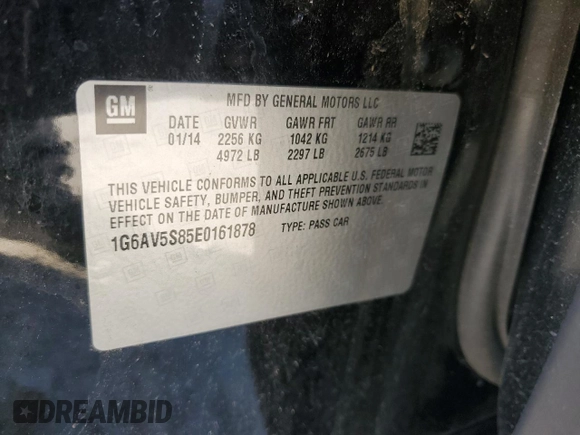 GM
MFD BY GENERAL MOTORS LLC
DATE GVWR GAWR FRT GAWR RR
01/14 2256 KG 1042 KG 1214 KG
4972 LB 2297 LB 2675 LB
THIS VEHICLE CONFORMS TO ALL APPLICABLE U.S. FEDERAL MOTOR
VEHICLE SAFETY, BUMPER, AND THEFT PREVENTION STANDARDS IN
EFFECT ON THE DATE OF MANUFACTURE SHOWN ABOVE.
1G6AV5S85E0161878 TYPE: PASS CAR
DREAMBID